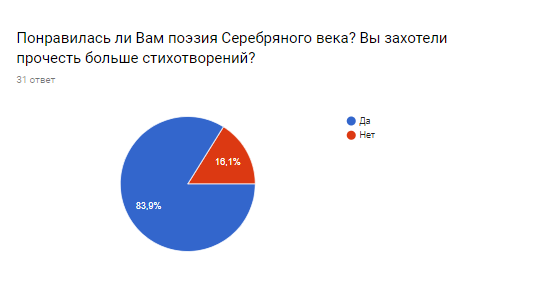 Понравилась ли Вам поэзия Серебряного века? Вы захотели
прочесть больше стихотворений?
31 ответ
Да
Нет
16,1%
83,9%